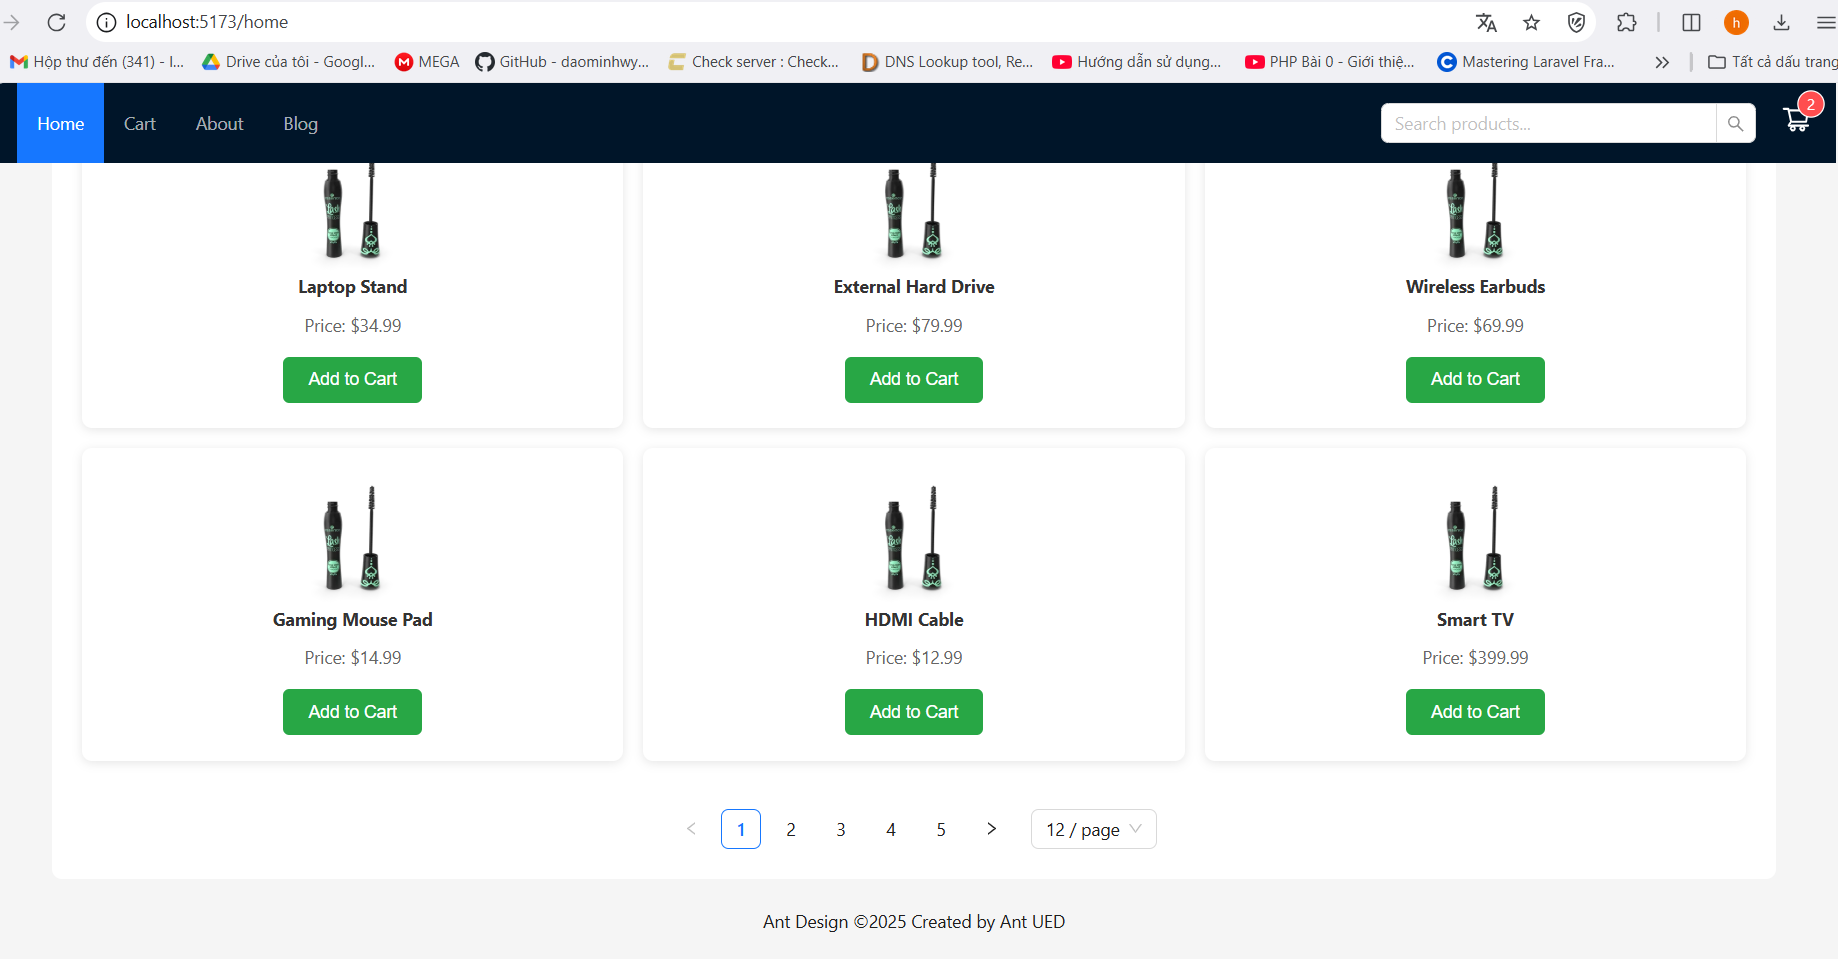 localhost:5173/home
h
Hộp thư đến (341) - l...
Drive của tôi - Googl...
MEGA
GitHub - daominhwy...
Check server : Check...
DNS Lookup tool, Re...
Hướng dẫn sử dụng...
PHP Bài 0 - Giới thiệ...
Mastering Laravel Fra...
Tất cả dấu trang
Home
Cart
About
Blog
Search products...
2
Laptop Stand
External Hard Drive
Wireless Earbuds
Price: $34.99
Price: $79.99
Price: $69.99
Add to Cart
Add to Cart
Add to Cart
Gaming Mouse Pad
HDMI Cable
Smart TV
Price: $14.99
Price: $12.99
Price: $399.99
Add to Cart
Add to Cart
Add to Cart
1 2 3 4 5 12 / page
Ant Design ©2025 Created by Ant UED